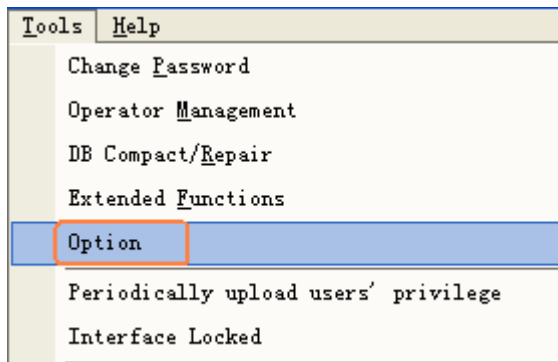 Tools Help
Change Password
Operator Management
DB Compact/Repair
Extended Functions
Option
Periodically upload users' privilege
Interface Locked